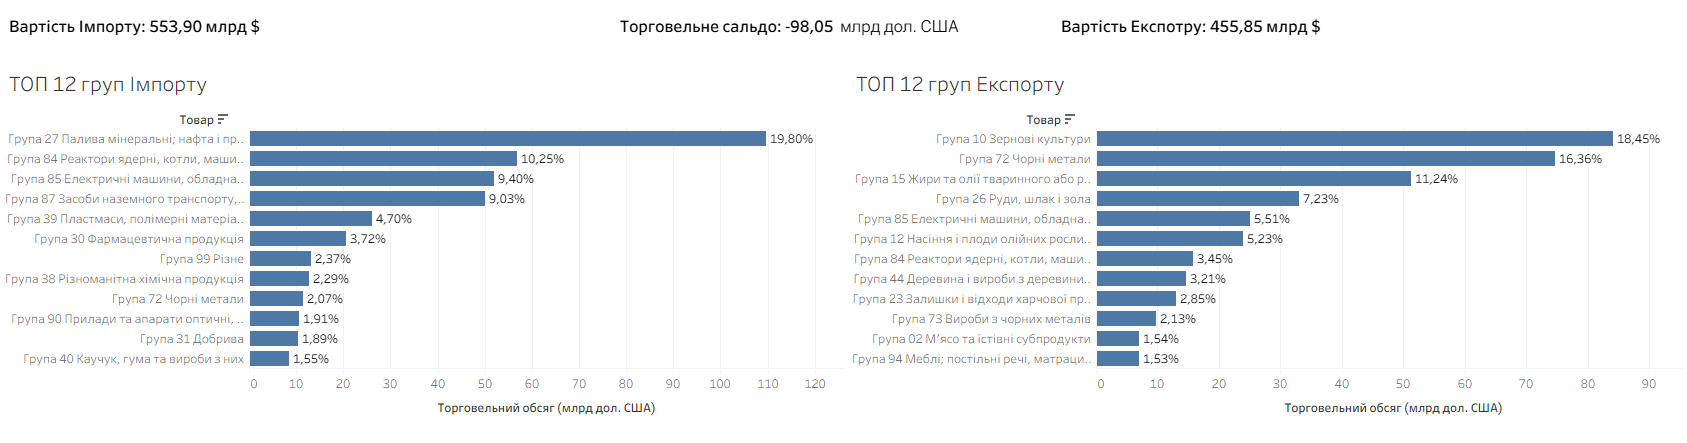 Вартість Імпорту: 553,90 млрд $
Торговельне сальдо: -98,05 млрд дол. США
Вартість Експотру: 455,85 млрд $
ТОП 12 груп Імпорту
Товар
Група 27 Палива мінеральні; нафта і пр.. 19,80%
Група 84 Реактори ядерні, котли, маши.. 10,25%
Група 85 Електричні машини, обладна.. 9,40%
Група 87 Засоби наземного транспорту,.. 9,03%
Група 39 Пластмаси, полімерні матеріа.. 4,70%
Група 30 Фармацевтична продукція 3,72%
Група 99 Різне 2,37%
Група 38 Різноманітна хімічна продукція 2,29%
Група 72 Чорні метали 2,07%
Група 90 Прилади та апарати оптичні, .. 1,91%
Група 31 Добрива 1,89%
Група 40 Каучук, гума та вироби з них 1,55%
0 10 20 30 40 50 60 70 80 90 100 110 120
Торговельний обсяг (млрд дол. США)
ТОП 12 груп Експорту
Товар
Група 10 Зернові культури 18,45%
Група 72 Чорні метали 16,36%
Група 15 Жири та олії тваринного або р.. 11,24%
Група 26 Руди, шлак і зола 7,23%
Група 85 Електричні машини, обладна.. 5,51%
Група 12 Насіння і плоди олійних росли.. 5,23%
Група 84 Реактори ядерні, котли, маши.. 3,45%
Група 44 Деревина і вироби з деревини.. 3,21%
Група 23 Залишки і відходи харчової пр.. 2,85%
Група 73 Вироби з чорних металів 2,13%
Група 02 М’ясо та їстівні субпродукти 1,54%
Група 94 Меблі; постільні речі, матраци.. 1,53%
0 10 20 30 40 50 60 70 80 90
Торговельний обсяг (млрд дол. США)